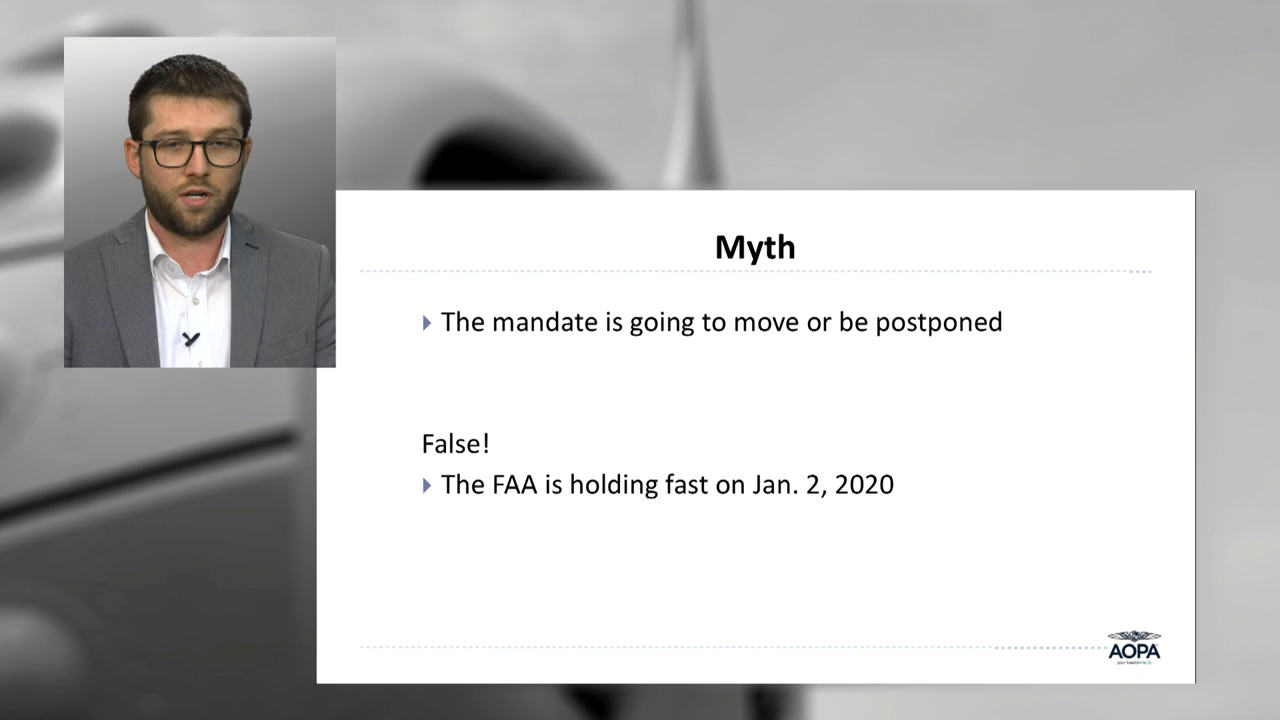 Myth
The mandate is going to move or be postponed
False!
The FAA is holding fast on Jan. 2, 2020
AOPA